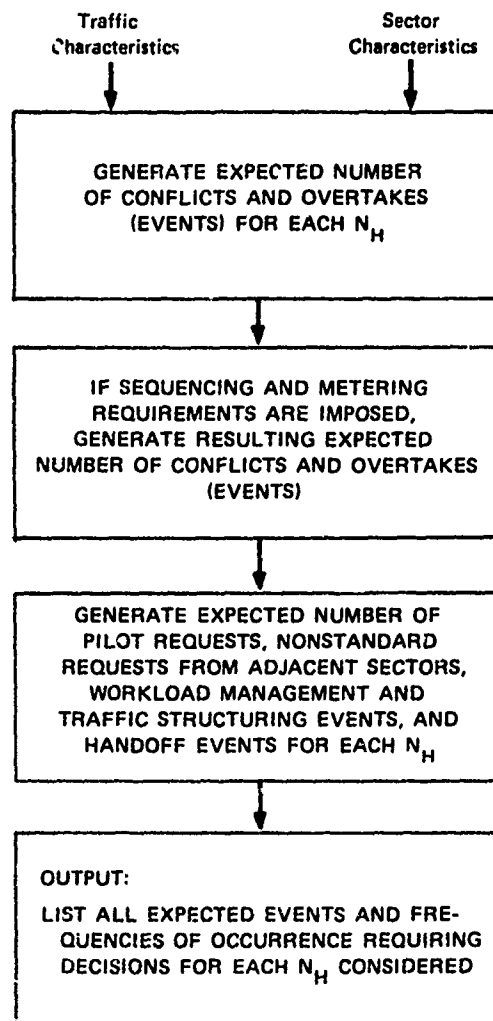 Traffic
Characteristics
Sector
Characteristics
GENERATE EXPECTED NUMBER
OF CONFLICTS AND OVERTAKES
(EVENTS) FOR EACH N_H
IF SEQUENCING AND METERING
REQUIREMENTS ARE IMPOSED,
GENERATE RESULTING EXPECTED
NUMBER OF CONFLICTS AND OVERTAKES
(EVENTS)
GENERATE EXPECTED NUMBER OF
PILOT REQUESTS, NONSTANDARD
REQUESTS FROM ADJACENT SECTORS,
WORKLOAD MANAGEMENT AND
TRAFFIC STRUCTURING EVENTS, AND
HANDOFF EVENTS FOR EACH N_H
OUTPUT:
LIST ALL EXPECTED EVENTS AND FRE-
QUENCIES OF OCCURRENCE REQUIRING
DECISIONS FOR EACH N_H CONSIDERED